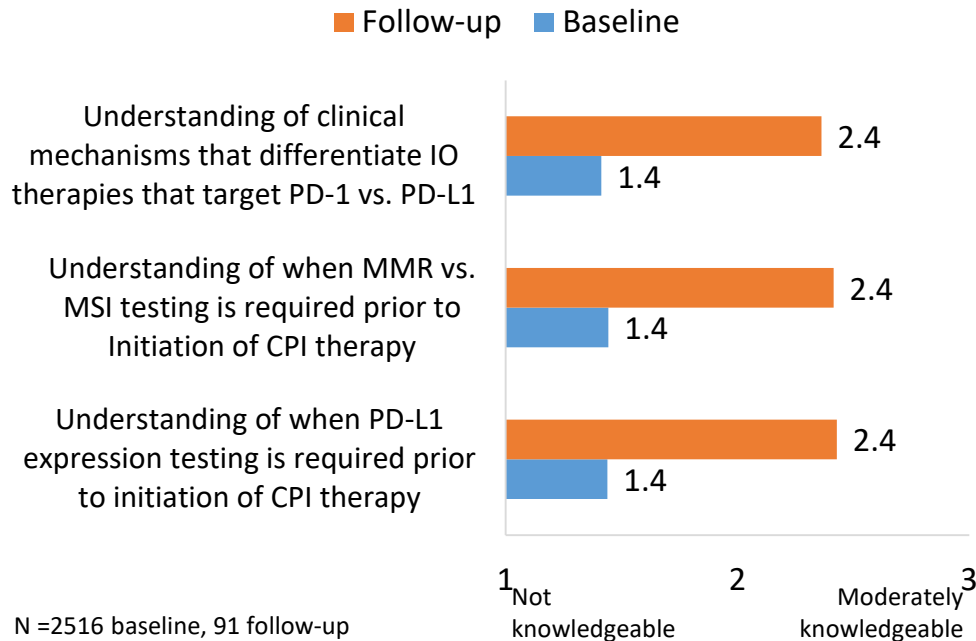 Follow-up Baseline
Understanding of clinical
mechanisms that differentiate IO
therapies that target PD-1 vs. PD-L1
2.4
1.4
Understanding of when MMR vs.
MSI testing is required prior to
Initiation of CPI therapy
2.4
1.4
Understanding of when PD-L1
expression testing is required prior
to initiation of CPI therapy
2.4
1.4
1 2 3
Not
knowledgeable
Moderately
knowledgeable
N =2516 baseline, 91 follow-up